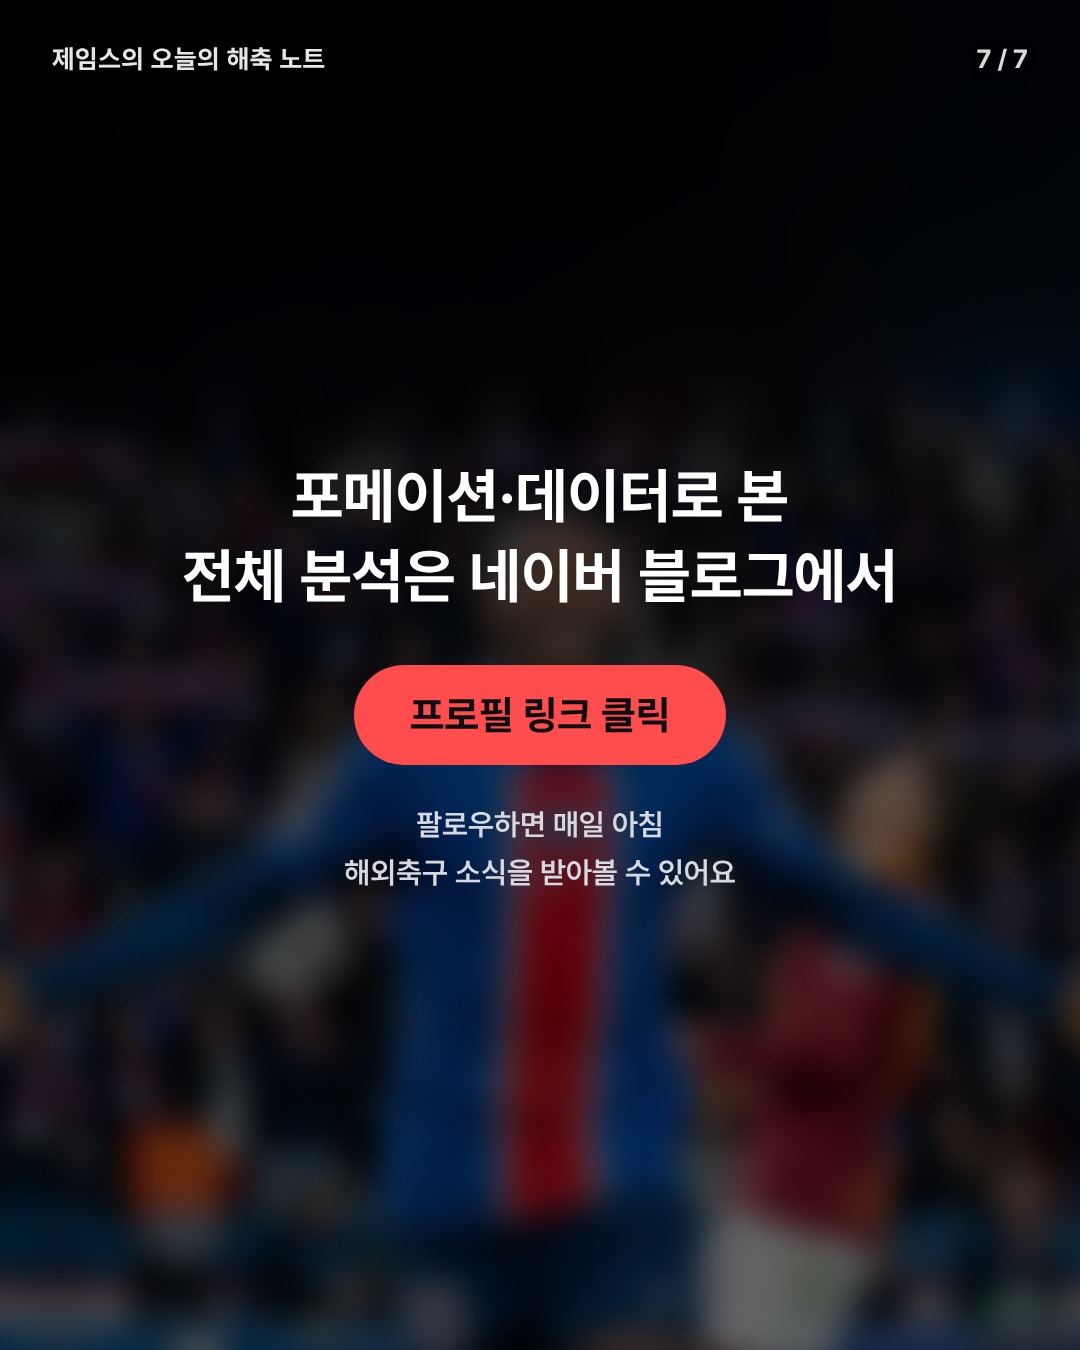 제임스의 오늘의 해축 노트
7 / 7
포메이션·데이터로 본
전체 분석은 네이버 블로그에서
프로필 링크 클릭
팔로우하면 매일 아침
해외축구 소식을 받아볼 수 있어요